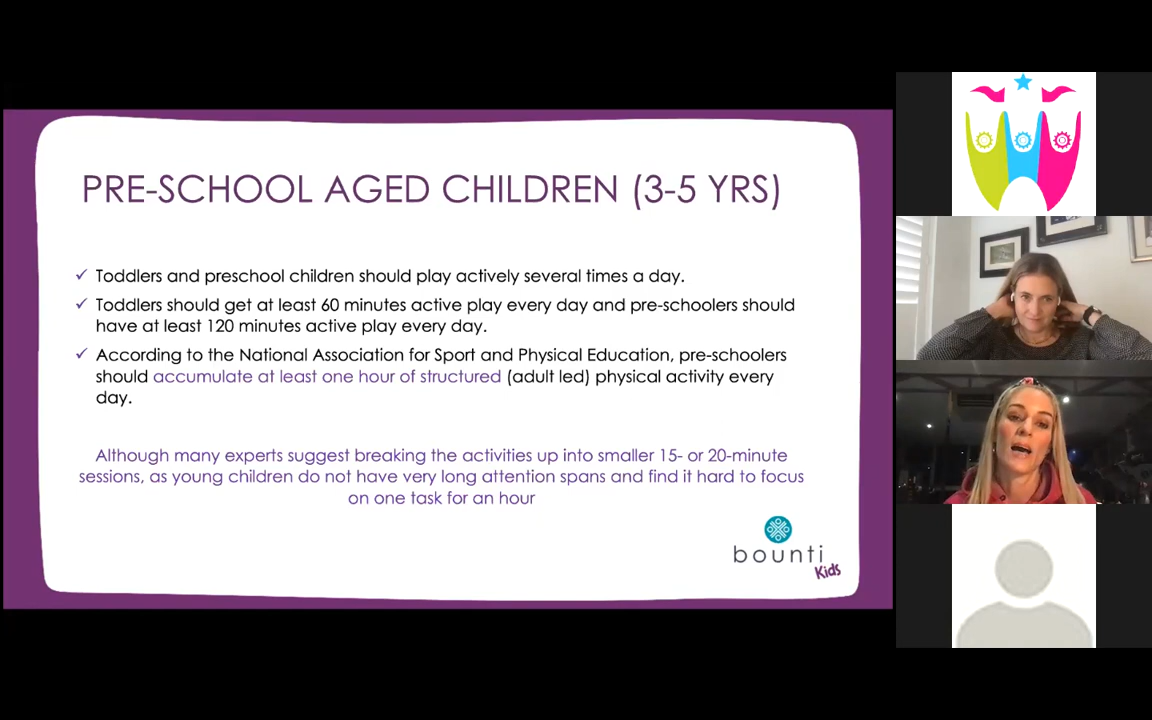 PRE-SCHOOL AGED CHILDREN (3-5 YRS)
✓ Toddlers and preschool children should play actively several times a day.
✓ Toddlers should get at least 60 minutes active play every day and pre-schoolers should
have at least 120 minutes active play every day.
✓ According to the National Association for Sport and Physical Education, pre-schoolers
should accumulate at least one hour of structured (adult led) physical activity every
day.
Although many experts suggest breaking the activities up into smaller 15- or 20-minute
sessions, as young children do not have very long attention spans and find it hard to focus
on one task for an hour
bounti
Kids